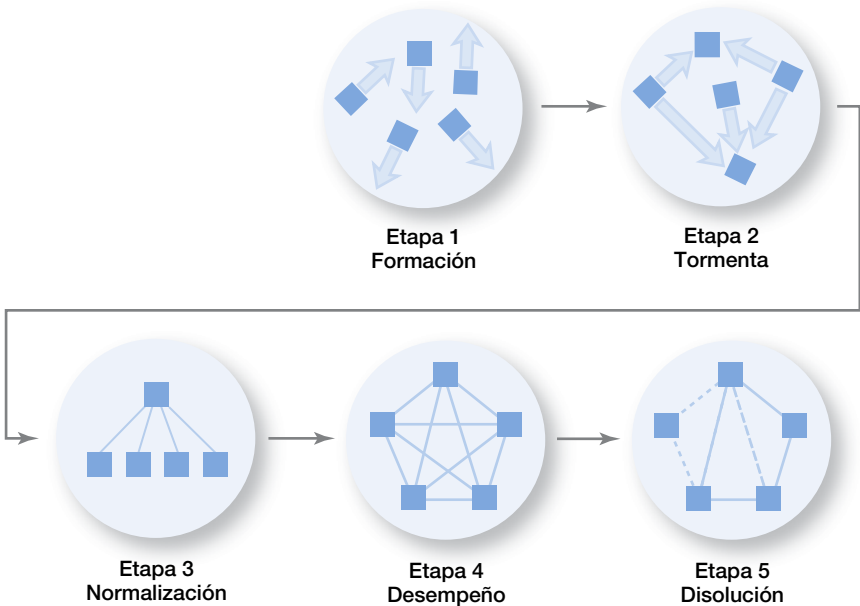 Etapa 1
Formación
Etapa 2
Tormenta
Etapa 3
Normalización
Etapa 4
Desempeño
Etapa 5
Disolución